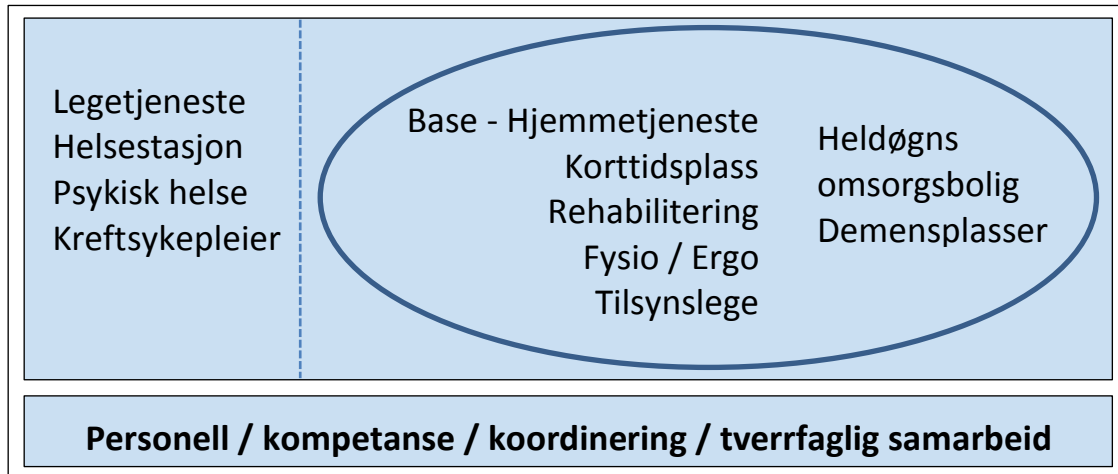 Legetjeneste
Helsestasjon
Psykisk helse
Kreftsykepleier
Base - Hjemmetjeneste
Korttidsplass
Rehabilitering
Fysio / Ergo
Tilsynslege
Heldøgns
omsorgsbolig
Demensplasser
Personell / kompetanse / koordinering / tverrfaglig samarbeid